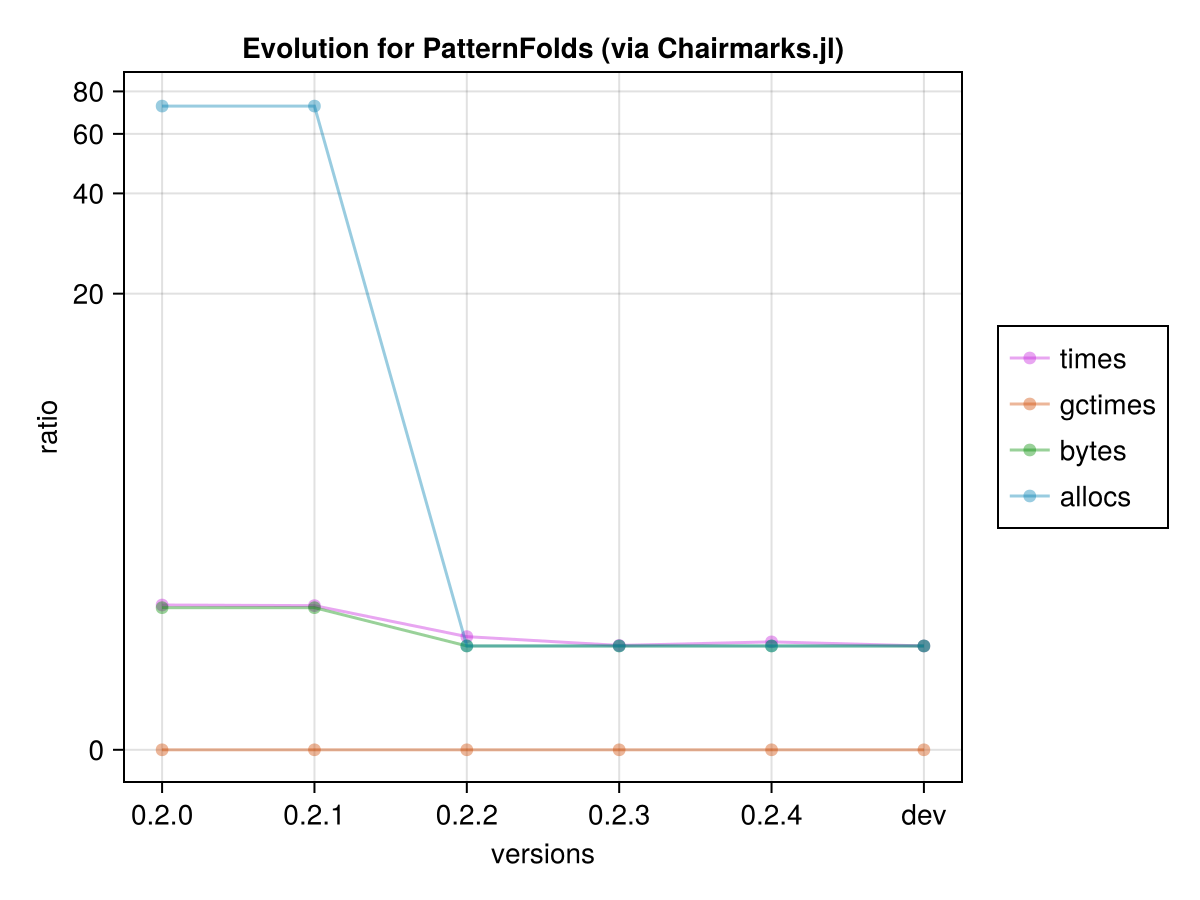 Evolution for PatternFolds (via Chairmarks.jl)
80
60
40
20
0
ratio
0.2.0 0.2.1 0.2.2 0.2.3 0.2.4 dev
versions
times
gctimes
bytes
allocs